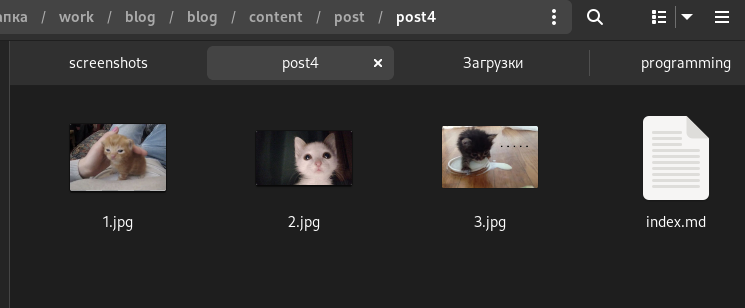 апка / work / blog / blog / content / post / post4
screenshots post4 Загрузки programming
1.jpg 2.jpg 3.jpg index.md